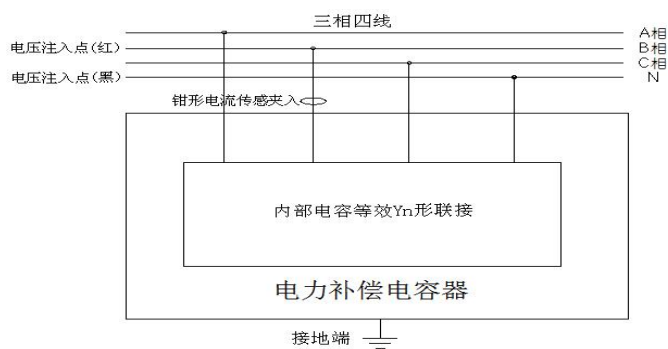 三相四线
A相
电压注入点(红)
B相
C相
电压注入点(黑)
N
钳形电流传感夹入
内部电容等效Yn形联接
电力补偿电容器
接地端